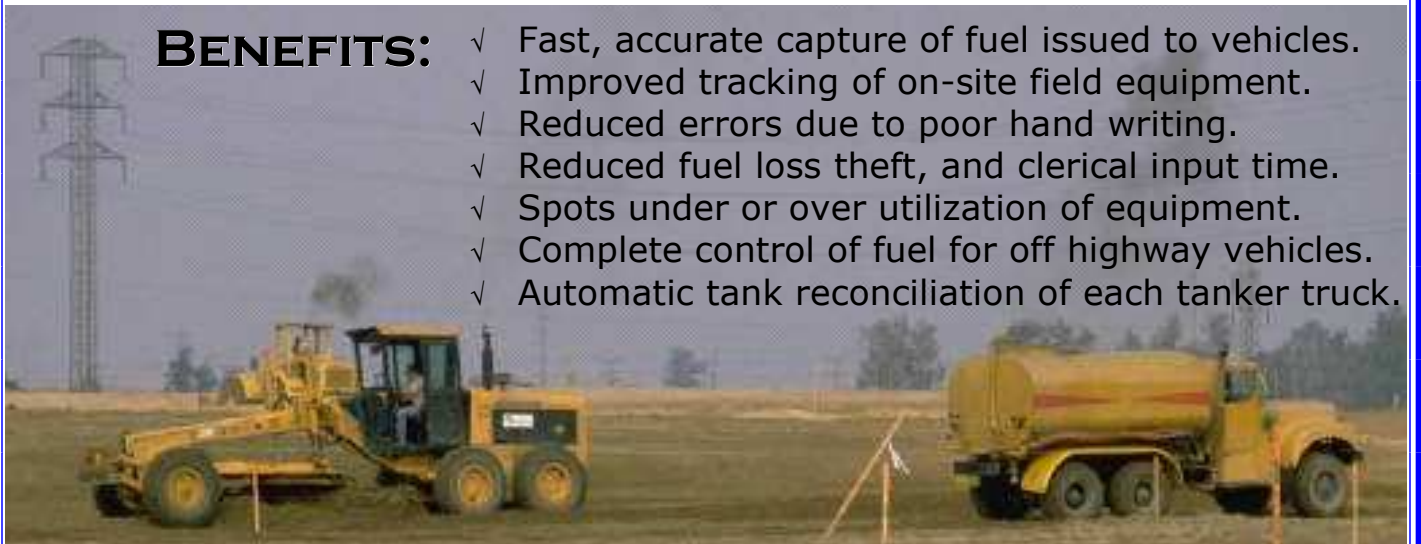 BENEFITS:
√ Fast, accurate capture of fuel issued to vehicles.
√ Improved tracking of on-site field equipment.
√ Reduced errors due to poor hand writing.
√ Reduced fuel loss theft, and clerical input time.
√ Spots under or over utilization of equipment.
√ Complete control of fuel for off highway vehicles.
√ Automatic tank reconciliation of each tanker truck.